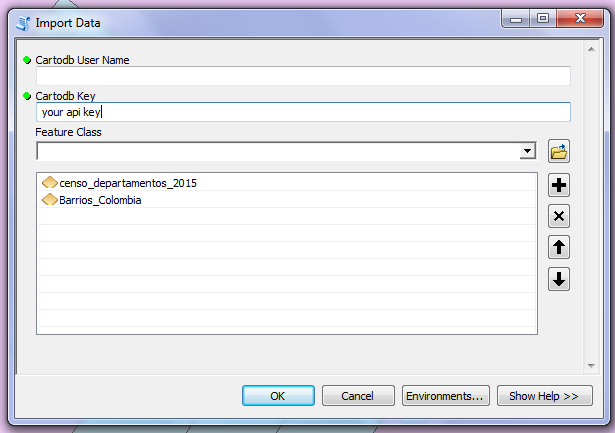 Import Data
Cartodb User Name
Cartodb Key
your api key
Feature Class
censo_departamentos_2015
Barrios_Colombia
OK
Cancel
Environments...
Show Help >>